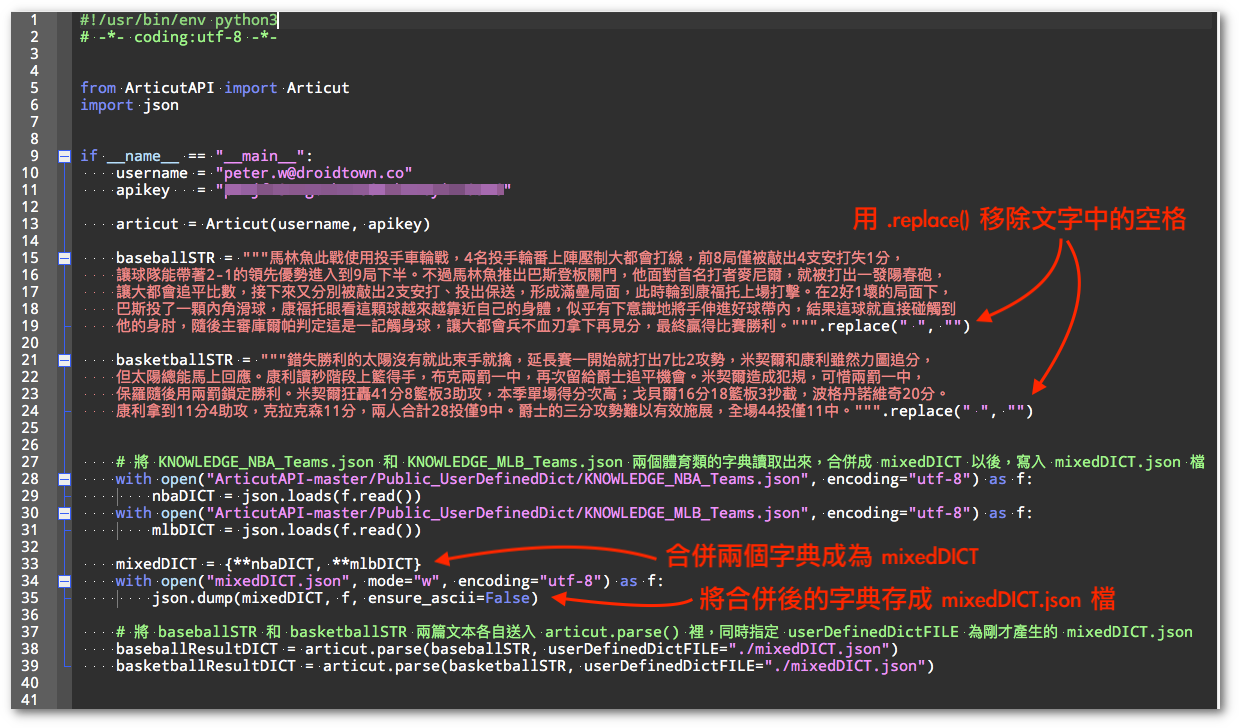 1 #!/usr/bin/env python3
2 # -*- coding:utf-8 -*-
3
4
5 from ArticutAPI import Articut
6 import json
7
8
9 if __name__ == "__main__":
10 username = "peter.w@droidtown.co"
11 apikey = " "
12
13 articut = Articut(username, apikey)
用 .replace() 移除文字中的空格
14
15 baseballSTR = """馬林魚此戰使用投手車輪戰，4名投手輪番上陣壓制大都會打線，前8局僅被敲出4支安打失1分，
16 讓球隊能帶著2-1的領先優勢進入到9局下半。不過馬林魚推出巴斯登板關門，他面對首名打者麥尼爾，就被打出一發陽春砲，
17 讓大都會追平比數，接下來又分別被敲出2支安打、投出保送，形成滿壘局面，此時輪到康福托上場打擊。在2好1壞的局面下，
18 巴斯投了一顆內角滑球，康福托眼看這顆球越來越靠近自己的身體，似乎有下意識地將手伸進好球帶內，結果這球就直接碰觸到
19 他的身肘，隨後主審庫爾帕判定這是一記觸身球，讓大都會兵不血刃拿下再見分，最終贏得比賽勝利。""".replace(" ", "")
20
21 basketballSTR = """錯失勝利的太陽沒有就此束手就擒，延長賽一開始就打出7比2攻勢，米契爾和康利雖然力圖追分，
22 但太陽總能馬上回應。康利讀秒階段上籃得手，布克兩罰一中，再次留給爵士追平機會。米契爾造成犯規，可惜兩罰一中，
23 保羅隨後用兩罰鎖定勝利。米契爾狂轟41分8籃板3助攻，本季單場得分次高；戈貝爾16分18籃板3抄截，波格丹諾維奇20分。
24 康利拿到11分4助攻，克拉克森11分，兩人合計28投僅9中。爵士的三分攻勢難以有效施展，全場44投僅11中。""".replace(" ", "")
25
26
27 # 將 KNOWLEDGE_NBA_Teams.json 和 KNOWLEDGE_MLB_Teams.json 兩個體育類的字典讀取出來，合併成 mixedDICT 以後，寫入 mixedDICT.json 檔
28 with open("ArticutAPI-master/Public_UserDefinedDict/KNOWLEDGE_NBA_Teams.json", encoding="utf-8") as f:
29 nbaDICT = json.loads(f.read())
30 with open("ArticutAPI-master/Public_UserDefinedDict/KNOWLEDGE_MLB_Teams.json", encoding="utf-8") as f:
31 mlbDICT = json.loads(f.read())
32
33 mixedDICT = {**nbaDICT, **mlbDICT}
合併兩個字典成為 mixedDICT
34 with open("mixedDICT.json", mode="w", encoding="utf-8") as f:
35 json.dump(mixedDICT, f, ensure_ascii=False)
將合併後的字典存成 mixedDICT.json 檔
36
37 # 將 baseballSTR 和 basketballSTR 兩篇文本各自送入 articut.parse() 裡，同時指定 userDefinedDictFILE 為剛才產生的 mixedDICT.json
38 baseballResultDICT = articut.parse(baseballSTR, userDefinedDictFILE="./mixedDICT.json")
39 basketballResultDICT = articut.parse(basketballSTR, userDefinedDictFILE="./mixedDICT.json")
40
41